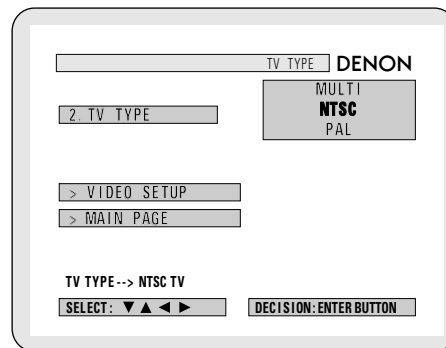 TV TYPE DENON
MULTI
NTSC
PAL
2. TV TYPE
> VIDEO SETUP
> MAIN PAGE
TV TYPE --> NTSC TV
SELECT: ▼ ▲ ◄ ► DECISION: ENTER BUTTON